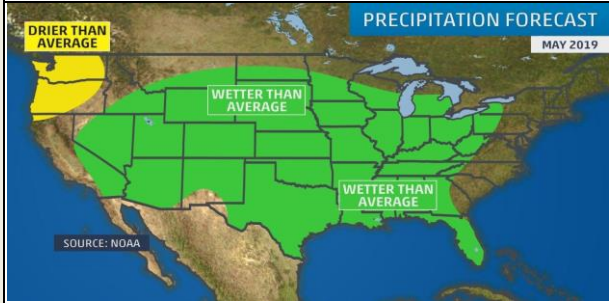 PRECIPITATION FORECAST
MAY 2019
DRIER THAN
AVERAGE
WETTER THAN
AVERAGE
WETTER THAN
AVERAGE
SOURCE: NOAA